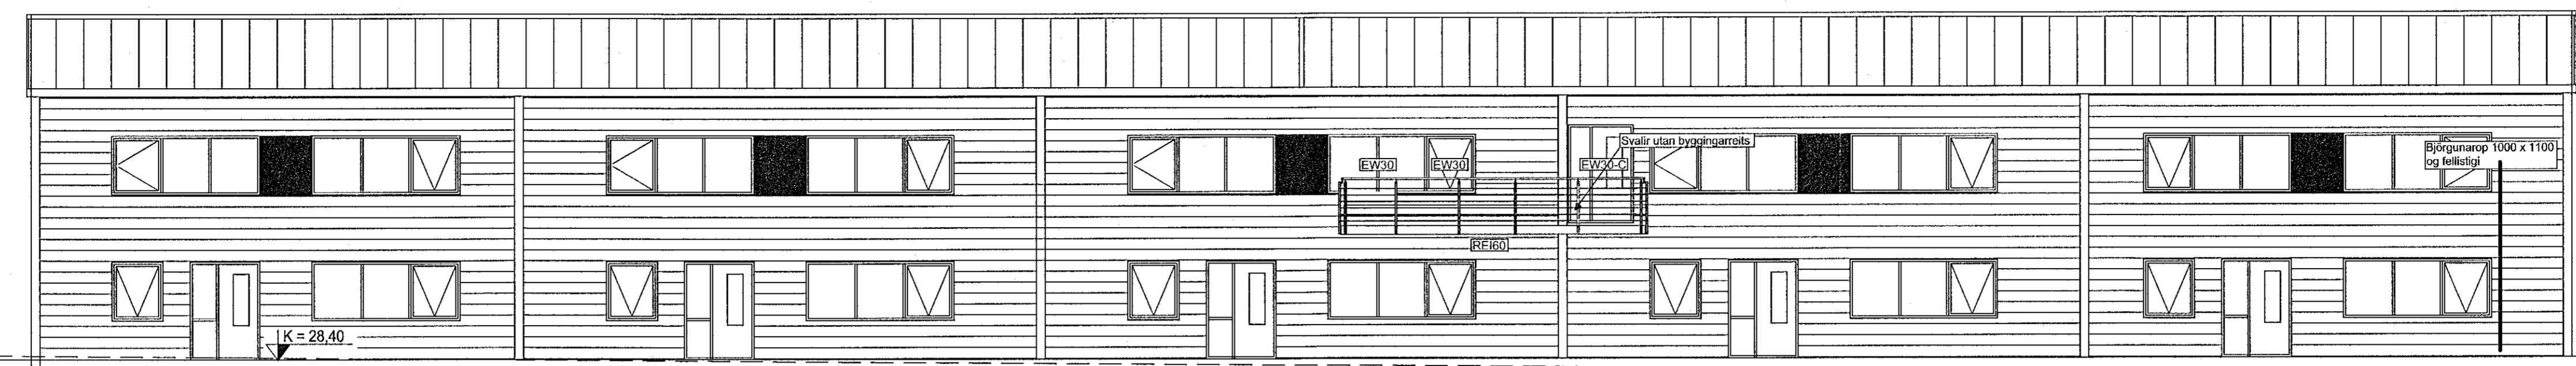 Svalir utan byggingarreits
EW30
EW30
EW30-C
Björgunarop 1000 x 1100
og fellistigi
REI60
K = 28,40